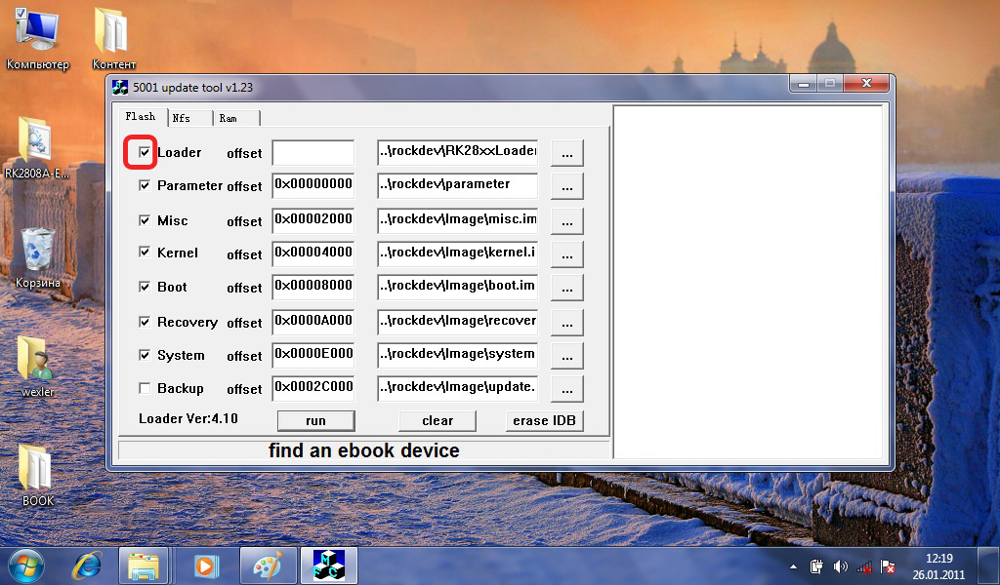 Компьютер
Контент
RK2808A-E...
Корзина
wexler
BOOK
5001 update tool v1.23
Flash Nfs Ram
Loader offset ..\rockdev\RK28xxLoader ...
Parameter offset 0x00000000 ..\rockdev\parameter ...
Misc offset 0x00002000 ..\rockdev\Image\misc.im ...
Kernel offset 0x00004000 ..\rockdev\Image\kernel.i ...
Boot offset 0x00008000 ..\rockdev\Image\boot.im ...
Recovery offset 0x0000A000 ..\rockdev\Image\recover ...
System offset 0x0000E000 ..\rockdev\Image\system ...
Backup offset 0x0002C000 ..\rockdev\Image\update. ...
Loader Ver:4.10 run clear erase IDB
find an ebook device
12:19
26.01.2011